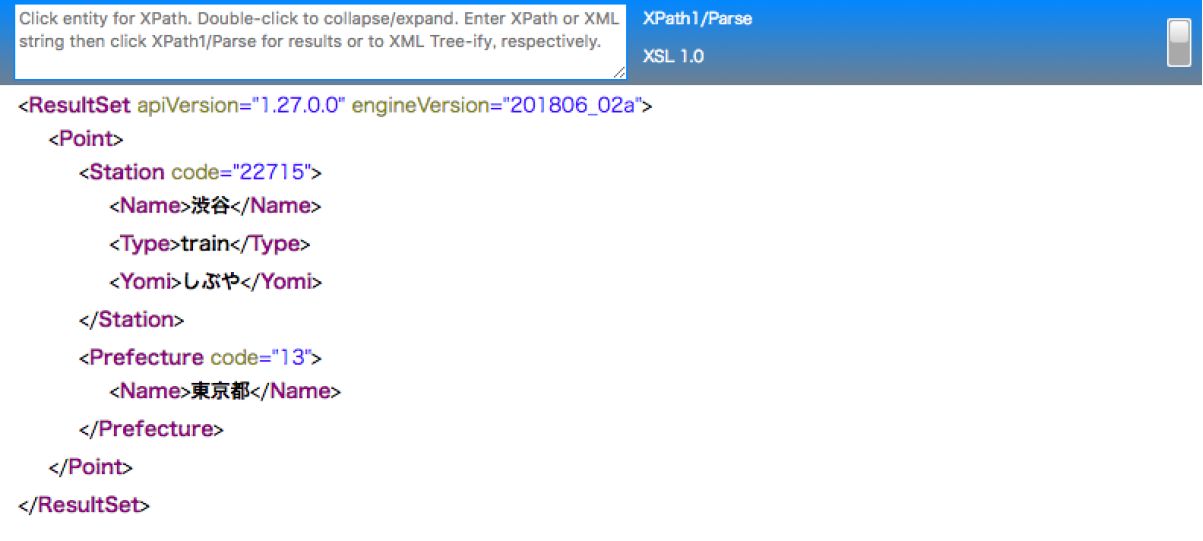 Click entity for XPath. Double-click to collapse/expand. Enter XPath or XML
string then click XPath1/Parse for results or to XML Tree-ify, respectively.
XPath1/Parse
XSL 1.0
<ResultSet apiVersion="1.27.0.0" engineVersion="201806_02a">
<Point>
<Station code="22715">
<Name>渋谷</Name>
<Type>train</Type>
<Yomi>しぶや</Yomi>
</Station>
<Prefecture code="13">
<Name>東京都</Name>
</Prefecture>
</Point>
</ResultSet>